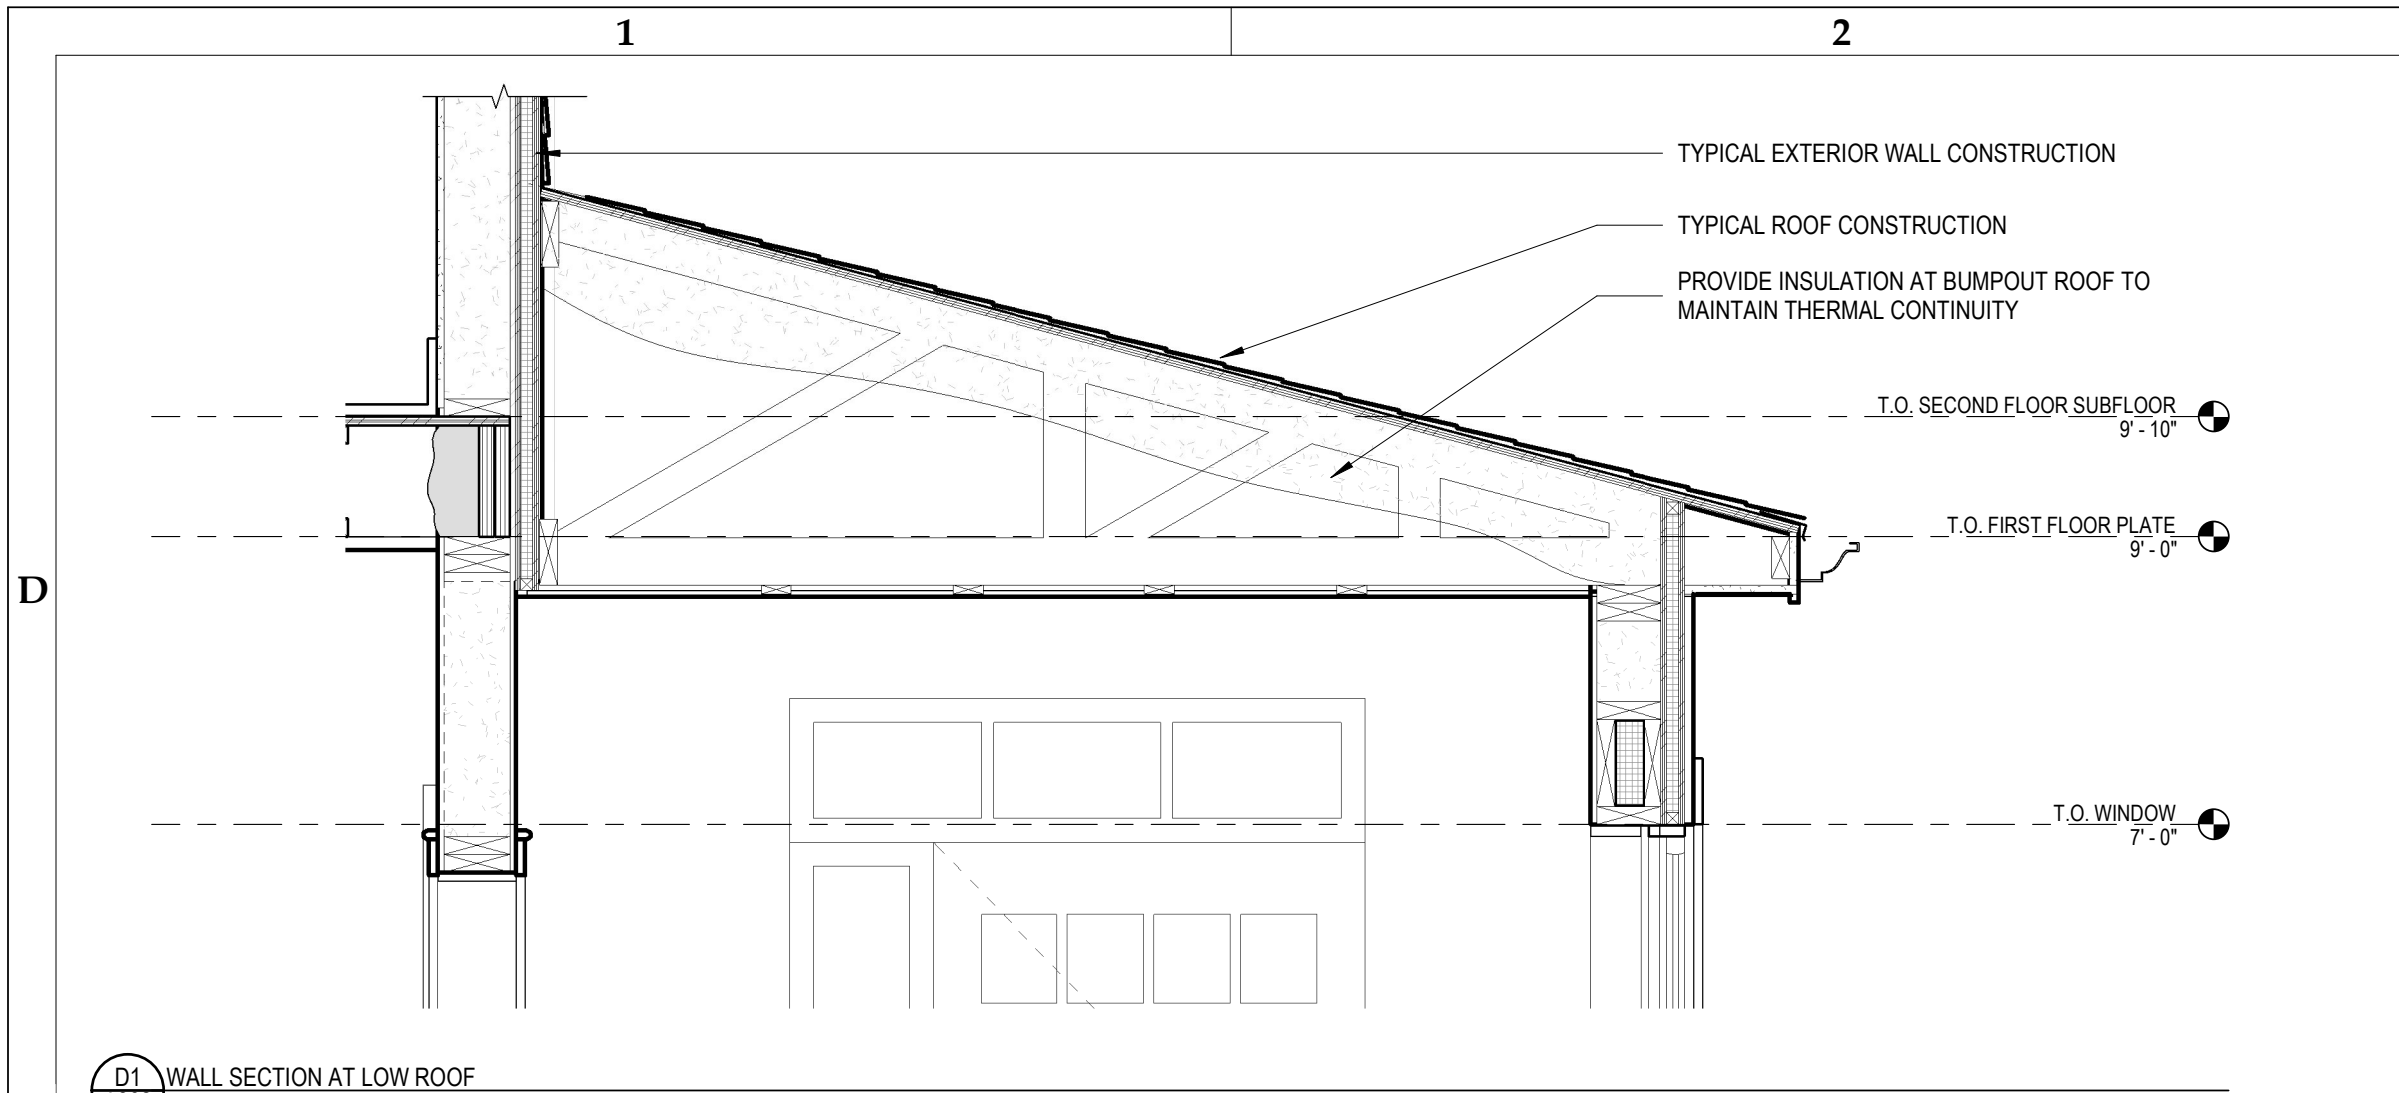 1
2
TYPICAL EXTERIOR WALL CONSTRUCTION
TYPICAL ROOF CONSTRUCTION
PROVIDE INSULATION AT BUMPOUT ROOF TO
MAINTAIN THERMAL CONTINUITY
T.O. SECOND FLOOR SUBFLOOR
9' - 10"
T.O. FIRST FLOOR PLATE
9' - 0"
D
T.O. WINDOW
7' - 0"
D1
WALL SECTION AT LOW ROOF